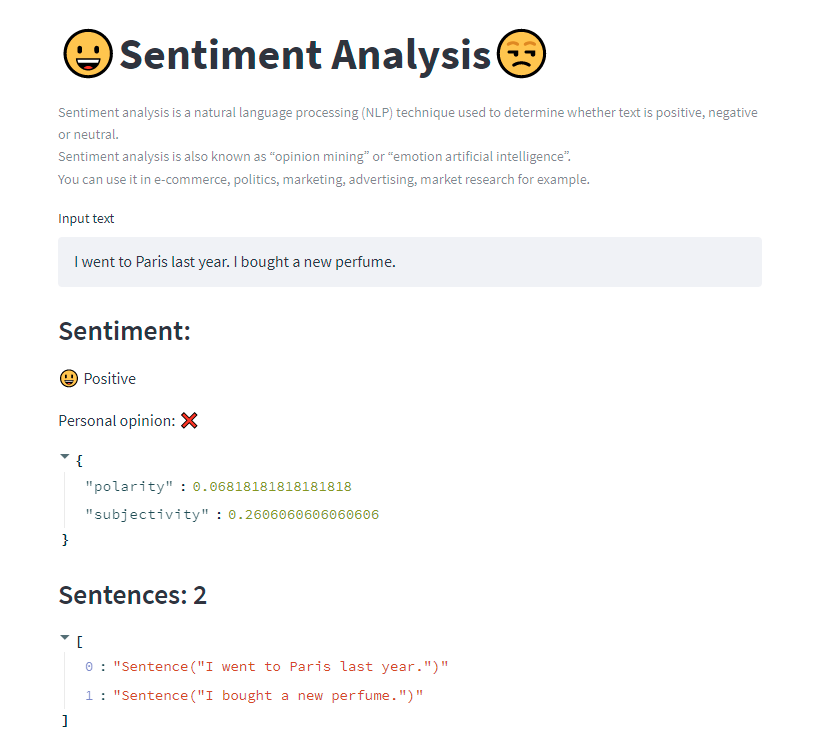 😀Sentiment Analysis😒
Sentiment analysis is a natural language processing (NLP) technique used to determine whether text is positive, negative
or neutral.
Sentiment analysis is also known as “opinion mining” or “emotion artificial intelligence”.
You can use it in e-commerce, politics, marketing, advertising, market research for example.
Input text
I went to Paris last year. I bought a new perfume.
Sentiment:
😀 Positive
Personal opinion: ❌
{
"polarity" : 0.06818181818181818
"subjectivity" : 0.2606060606060606
}
Sentences: 2
[
0 : "Sentence("I went to Paris last year.")"
1 : "Sentence("I bought a new perfume.")"
]